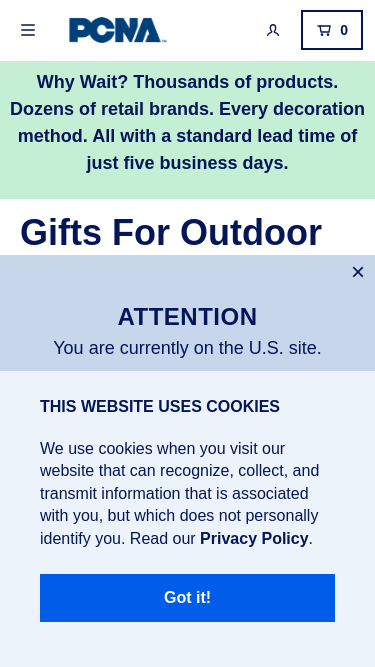 PCNA
0
Why Wait? Thousands of products.
Dozens of retail brands. Every decoration
method. All with a standard lead time of
just five business days.
Gifts For Outdoor
ATTENTION
You are currently on the U.S. site.
THIS WEBSITE USES COOKIES
We use cookies when you visit our
website that can recognize, collect, and
transmit information that is associated
with you, but which does not personally
identify you. Read our Privacy Policy.
Got it!